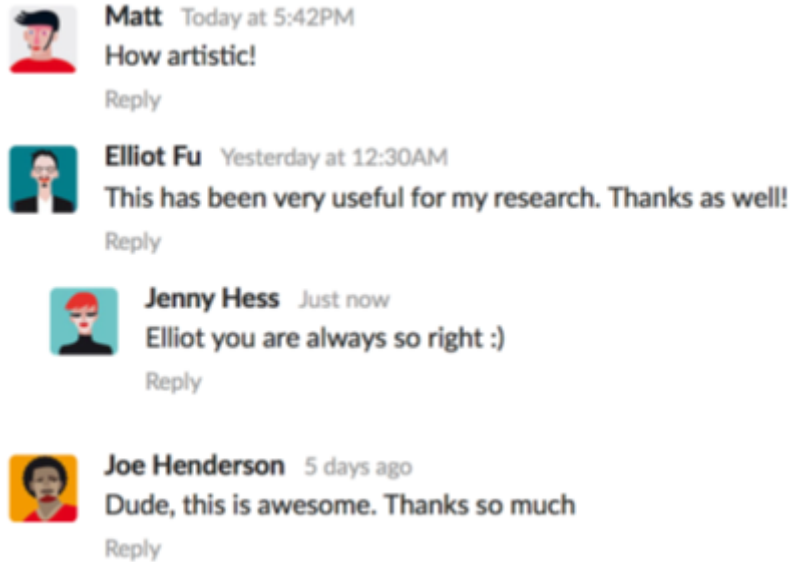 Matt Today at 5:42PM
How artistic!
Reply
Elliot Fu Yesterday at 12:30AM
This has been very useful for my research. Thanks as well!
Reply
Jenny Hess Just now
Elliot you are always so right :)
Reply
Joe Henderson 5 days ago
Dude, this is awesome. Thanks so much
Reply